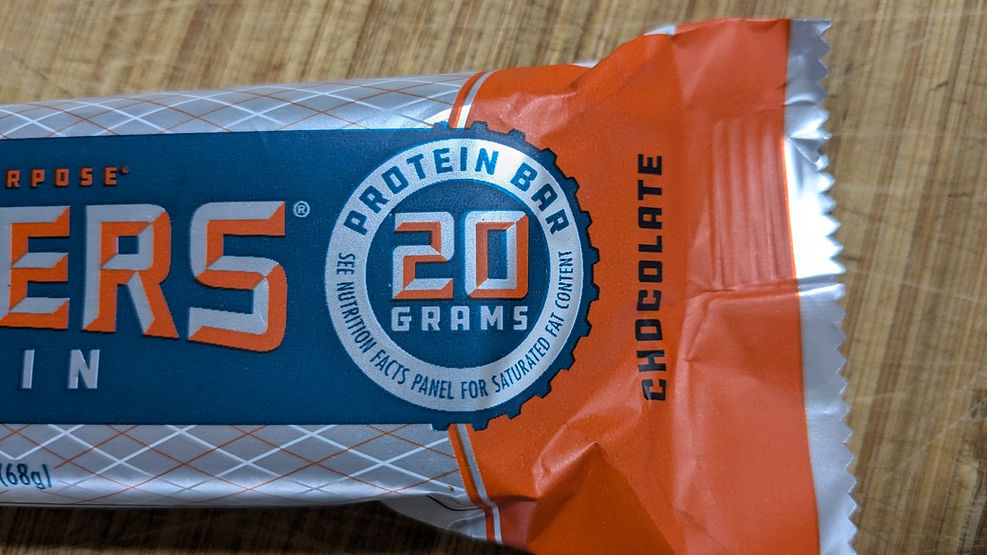 RPOSE®
ERS®
IN
(68g)
PROTEIN BAR
20
GRAMS
SEE NUTRITION FACTS PANEL FOR SATURATED FAT CONTENT
CHOCOLATE